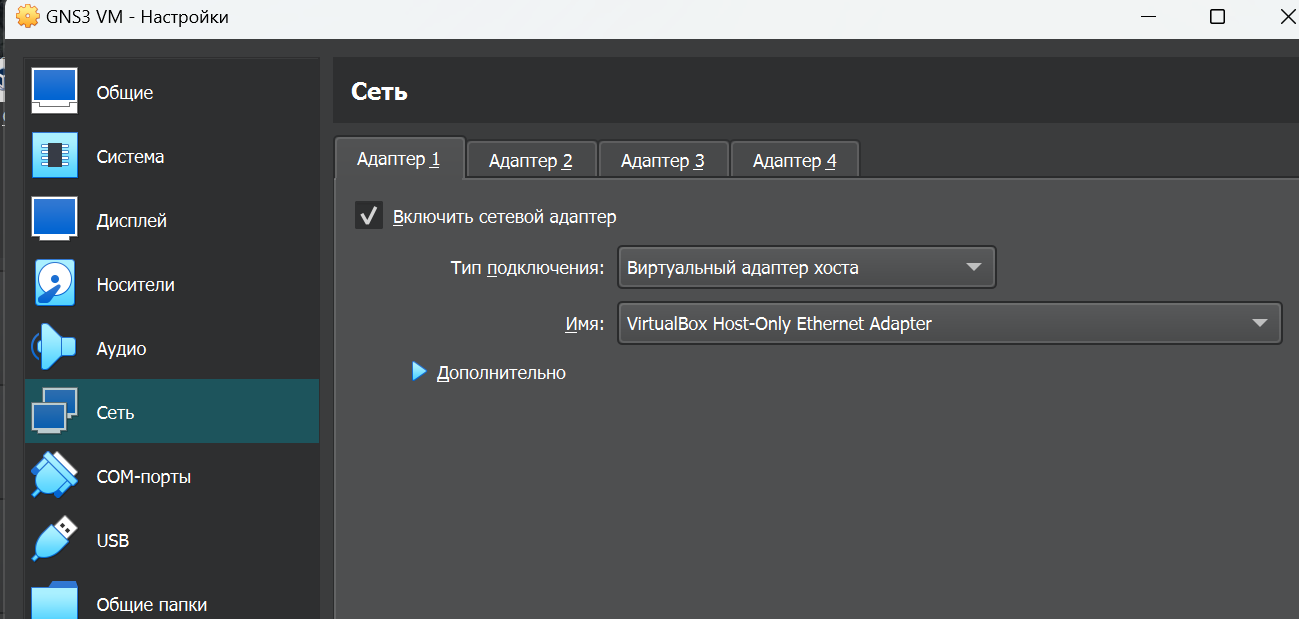 GNS3 VM - Настройки
Общие
Система
Дисплей
Носители
Аудио
Сеть
COM-порты
USB
Общие папки
Сеть
Адаптер 1 Адаптер 2 Адаптер 3 Адаптер 4
Включить сетевой адаптер
Тип подключения: Виртуальный адаптер хоста
Имя: VirtualBox Host-Only Ethernet Adapter
Дополнительно